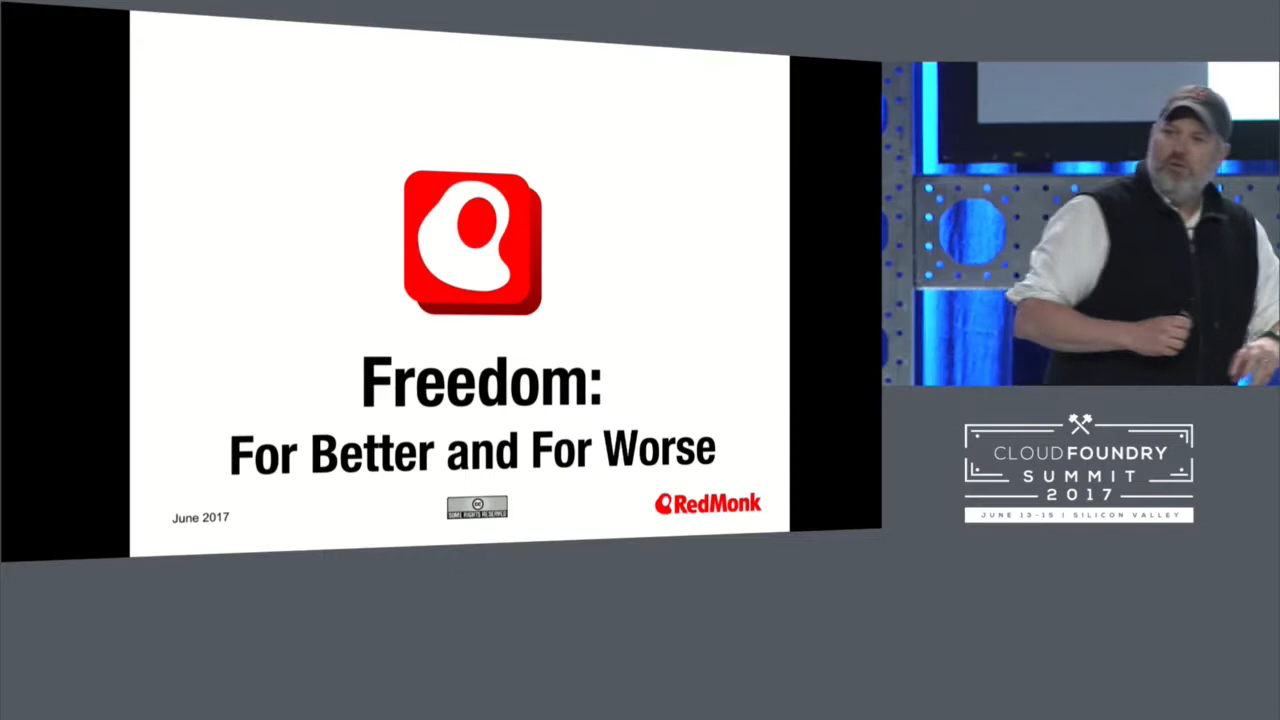 Freedom:
For Better and For Worse
June 2017
cc
SOME RIGHTS RESERVED
RedMonk
CLOUDFOUNDRY
SUMMIT
2017
JUNE 13-15 | SILICON VALLEY